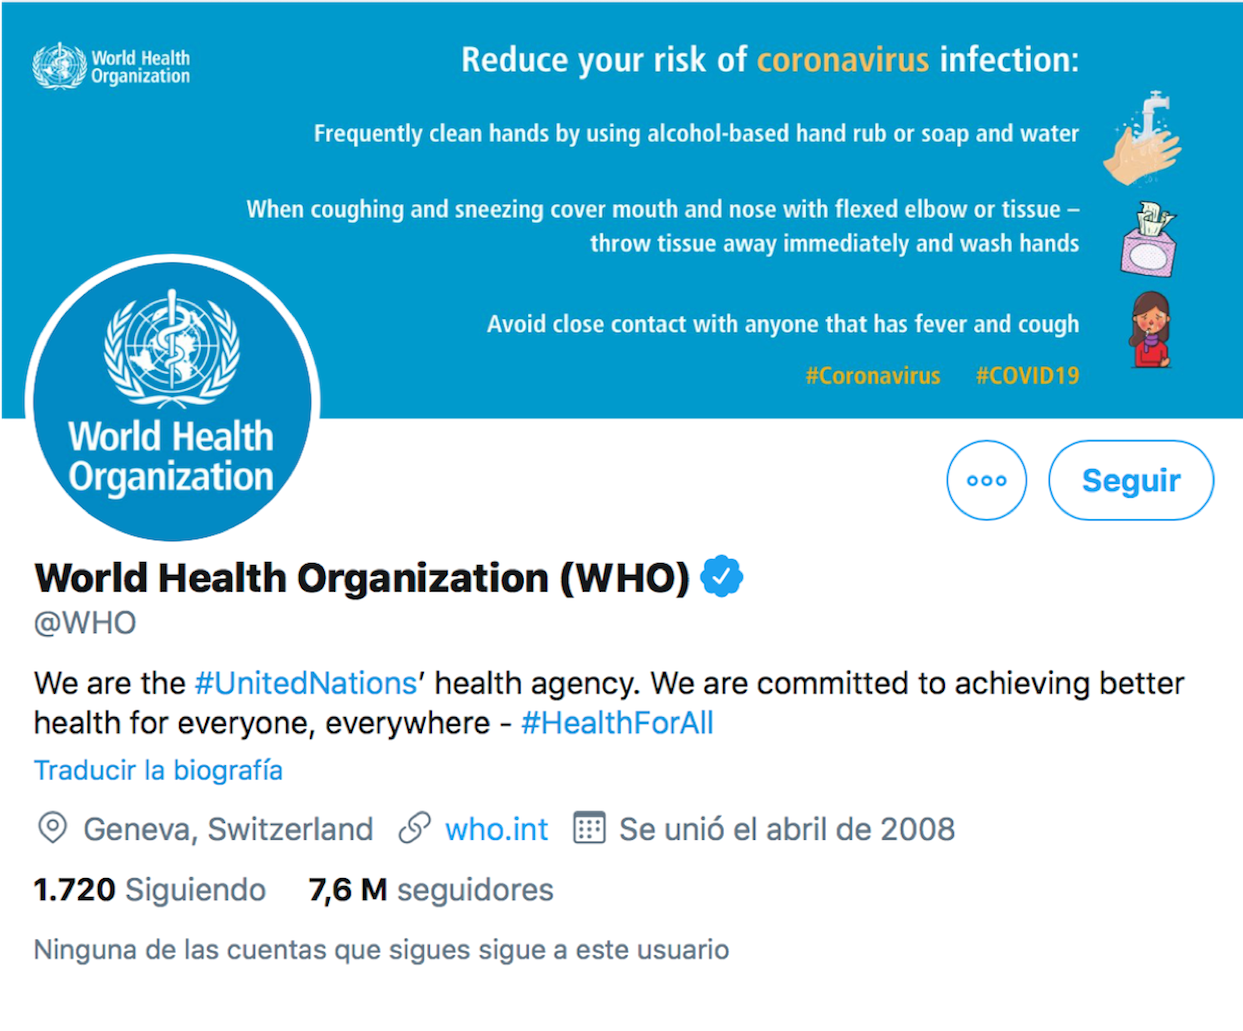 World Health
Organization
Reduce your risk of coronavirus infection:
Frequently clean hands by using alcohol-based hand rub or soap and water
When coughing and sneezing cover mouth and nose with flexed elbow or tissue –
throw tissue away immediately and wash hands
Avoid close contact with anyone that has fever and cough
#Coronavirus #COVID19
World Health
Organization
Seguir
World Health Organization (WHO)
@WHO
We are the #UnitedNations’ health agency. We are committed to achieving better
health for everyone, everywhere - #HealthForAll
Traducir la biografía
Geneva, Switzerland who.int Se unió el abril de 2008
1.720 Siguiendo 7,6 M seguidores
Ninguna de las cuentas que sigues sigue a este usuario